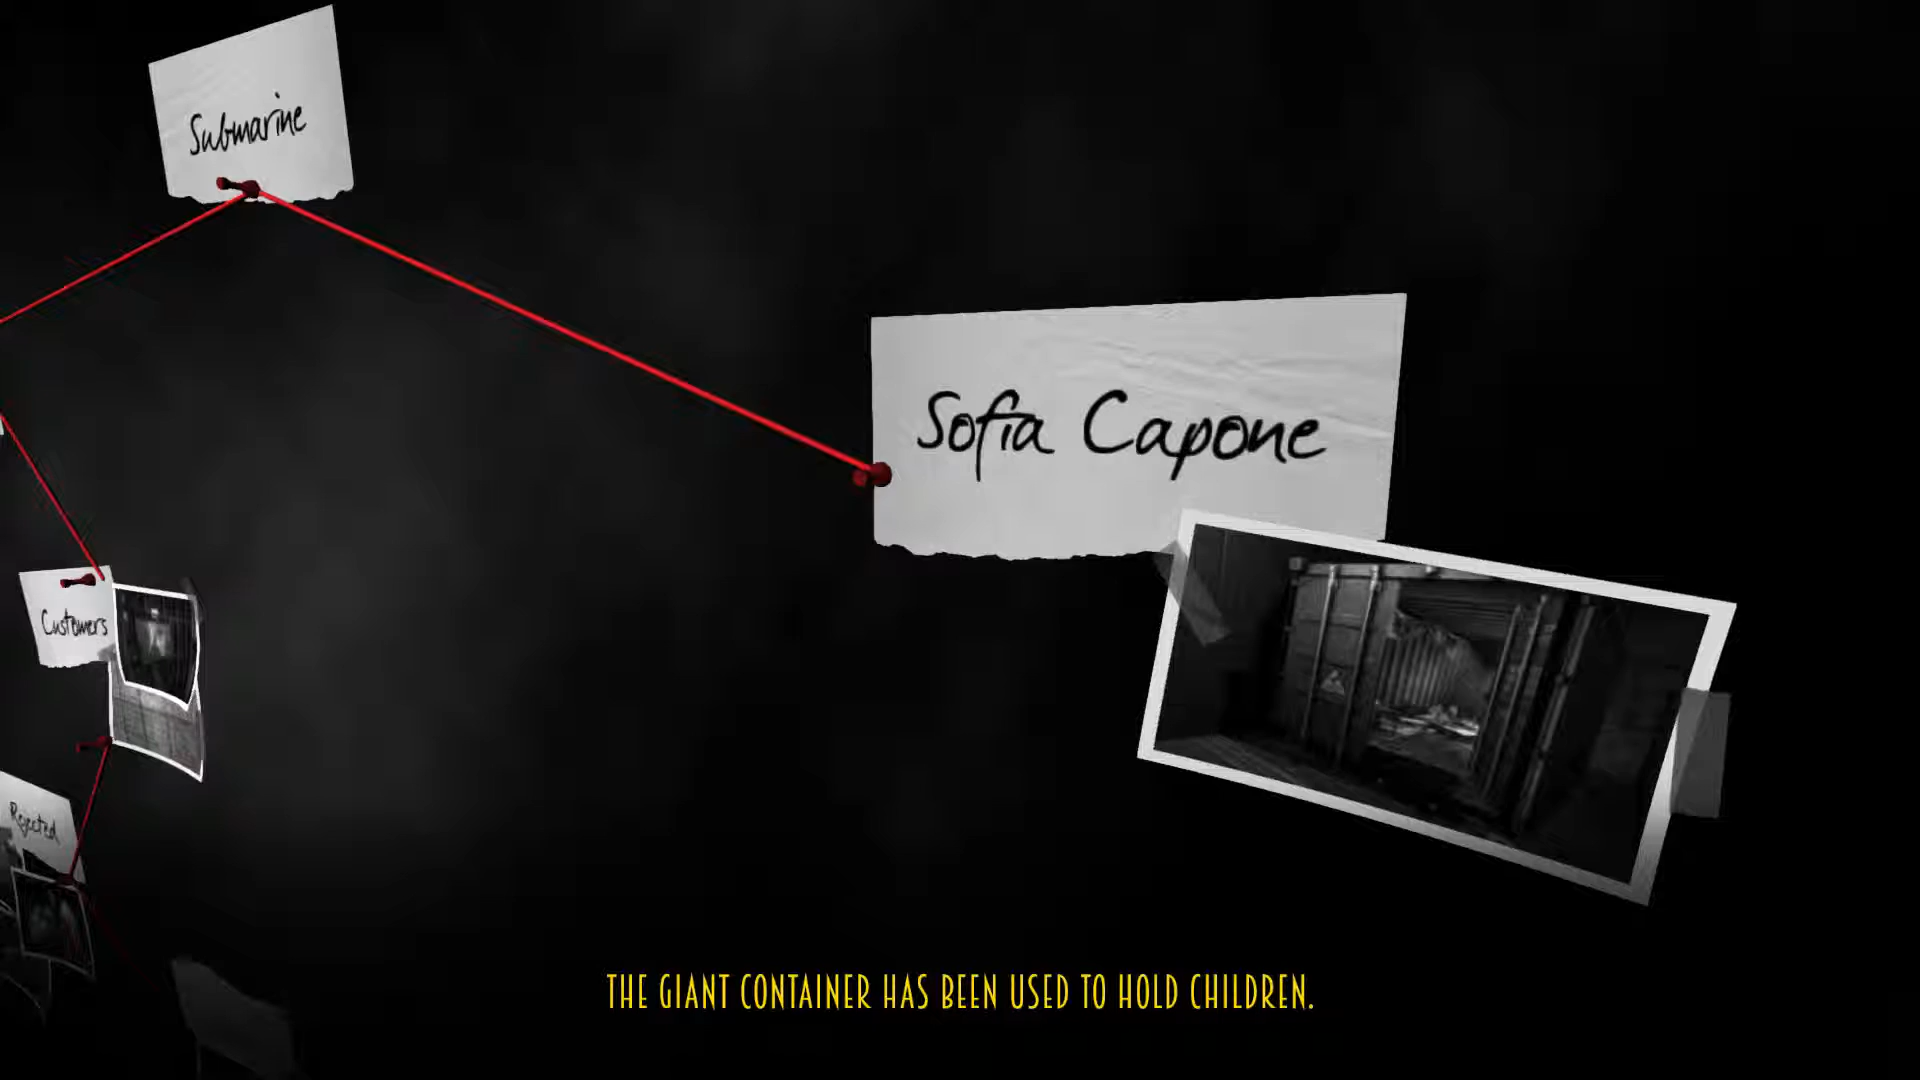 Submarine
Sofia Capone
Customers
Rejected
THE GIANT CONTAINER HAS BEEN USED TO HOLD CHILDREN.